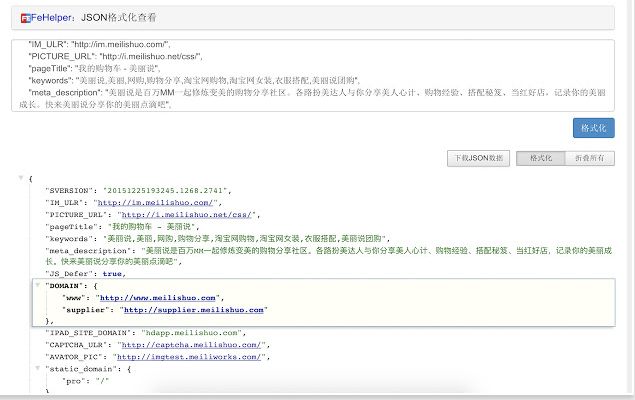 FeHelper：JSON格式化查看
"IM_ULR": "http://im.meilishuo.com/",
"PICTURE_URL": "http://i.meilishuo.net/css/",
"pageTitle": "我的购物车 - 美丽说",
"keywords": "美丽说,美丽,网购,购物分享,淘宝网购物,淘宝网女装,衣服搭配,美丽说团购",
"meta_description": "美丽说是百万MM一起修炼变美的购物分享社区。各路扮美达人与你分享美人心计、购物经验、搭配秘笈、当红好店。记录你的美丽
成长。快来美丽说分享你的美丽点滴吧",
格式化
下载JSON数据
格式化
折叠所有
{
"SVERSION": "20151225193245.1268.2741",
"IM_ULR": "http://im.meilishuo.com/",
"PICTURE_URL": "http://i.meilishuo.net/css/",
"pageTitle": "我的购物车 - 美丽说",
"keywords": "美丽说,美丽,网购,购物分享,淘宝网购物,淘宝网女装,衣服搭配,美丽说团购",
"meta_description": "美丽说是百万MM一起修炼变美的购物分享社区。各路扮美达人与你分享美人心计、购物经验、搭配秘笈、当红好店。记录你的美丽成
长。快来美丽说分享你的美丽点滴吧",
"JS_Defer": true,
"DOMAIN": {
"www": "http://www.meilishuo.com",
"supplier": "http://supplier.meilishuo.com"
},
"IPAD_SITE_DOMAIN": "hdapp.meilishuo.com",
"CAPTCHA_ULR": "http://captcha.meilishuo.com/",
"AVATOR_PIC": "http://imgtest.meiliworks.com/",
"static_domain": {
"pro": "/"
}